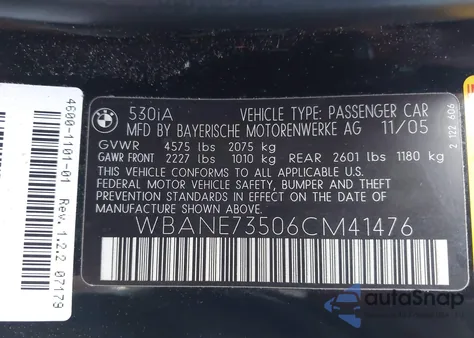 4600-1101-01 Rev. 1.2.2 07179
530iA VEHICLE TYPE: PASSENGER CAR
MFD BY BAYERISCHE MOTORENWERKE AG 11/05
GVWR 4575 lbs 2075 kg
GAWR FRONT 2227 lbs 1010 kg REAR 2601 lbs 1180 kg
THIS VEHICLE CONFORMS TO ALL APPLICABLE U.S.
FEDERAL MOTOR VEHICLE SAFETY, BUMPER AND THEFT
PREVENTION STANDARDS IN EFFECT ON THE DATE OF
MANUFACTURE SHOWN ABOVE.
WBANE73506CM41476
2 122 606
autoSnap